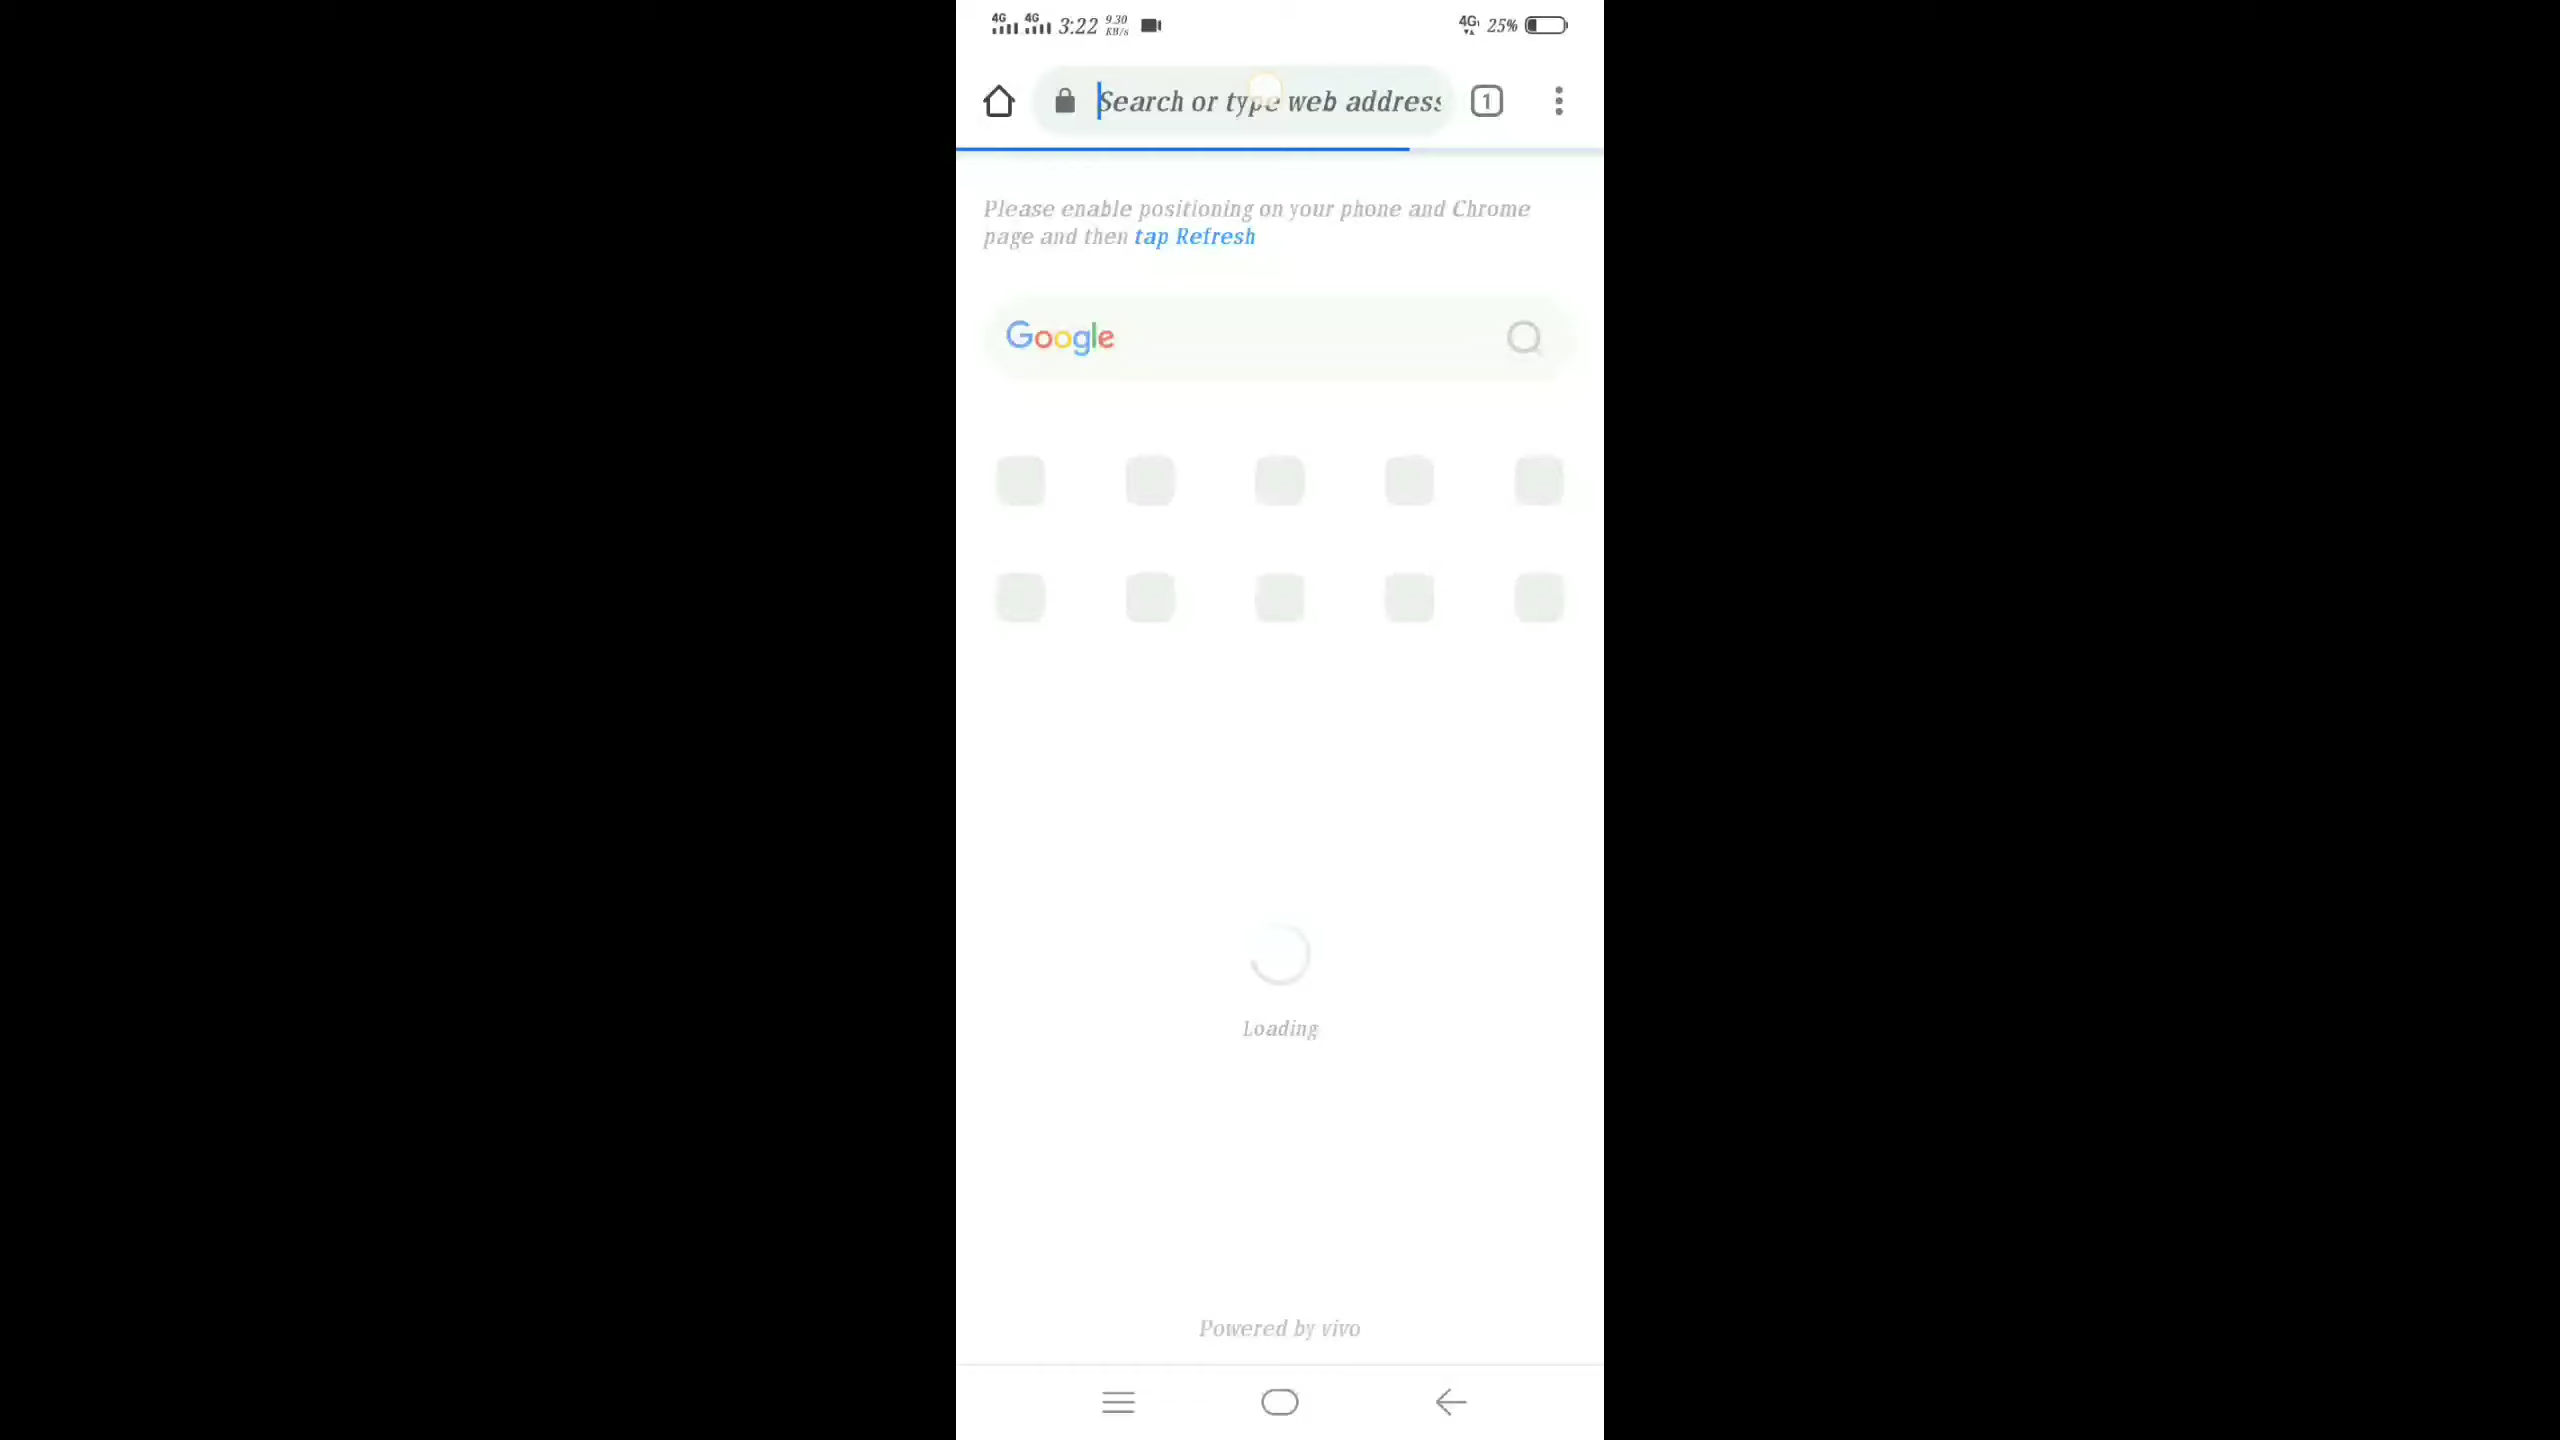 4G 4G 3:22 9.30 KB/s 4G 25%
Search or type web address 1
Please enable positioning on your phone and Chrome
page and then tap Refresh
Google
Loading
Powered by vivo